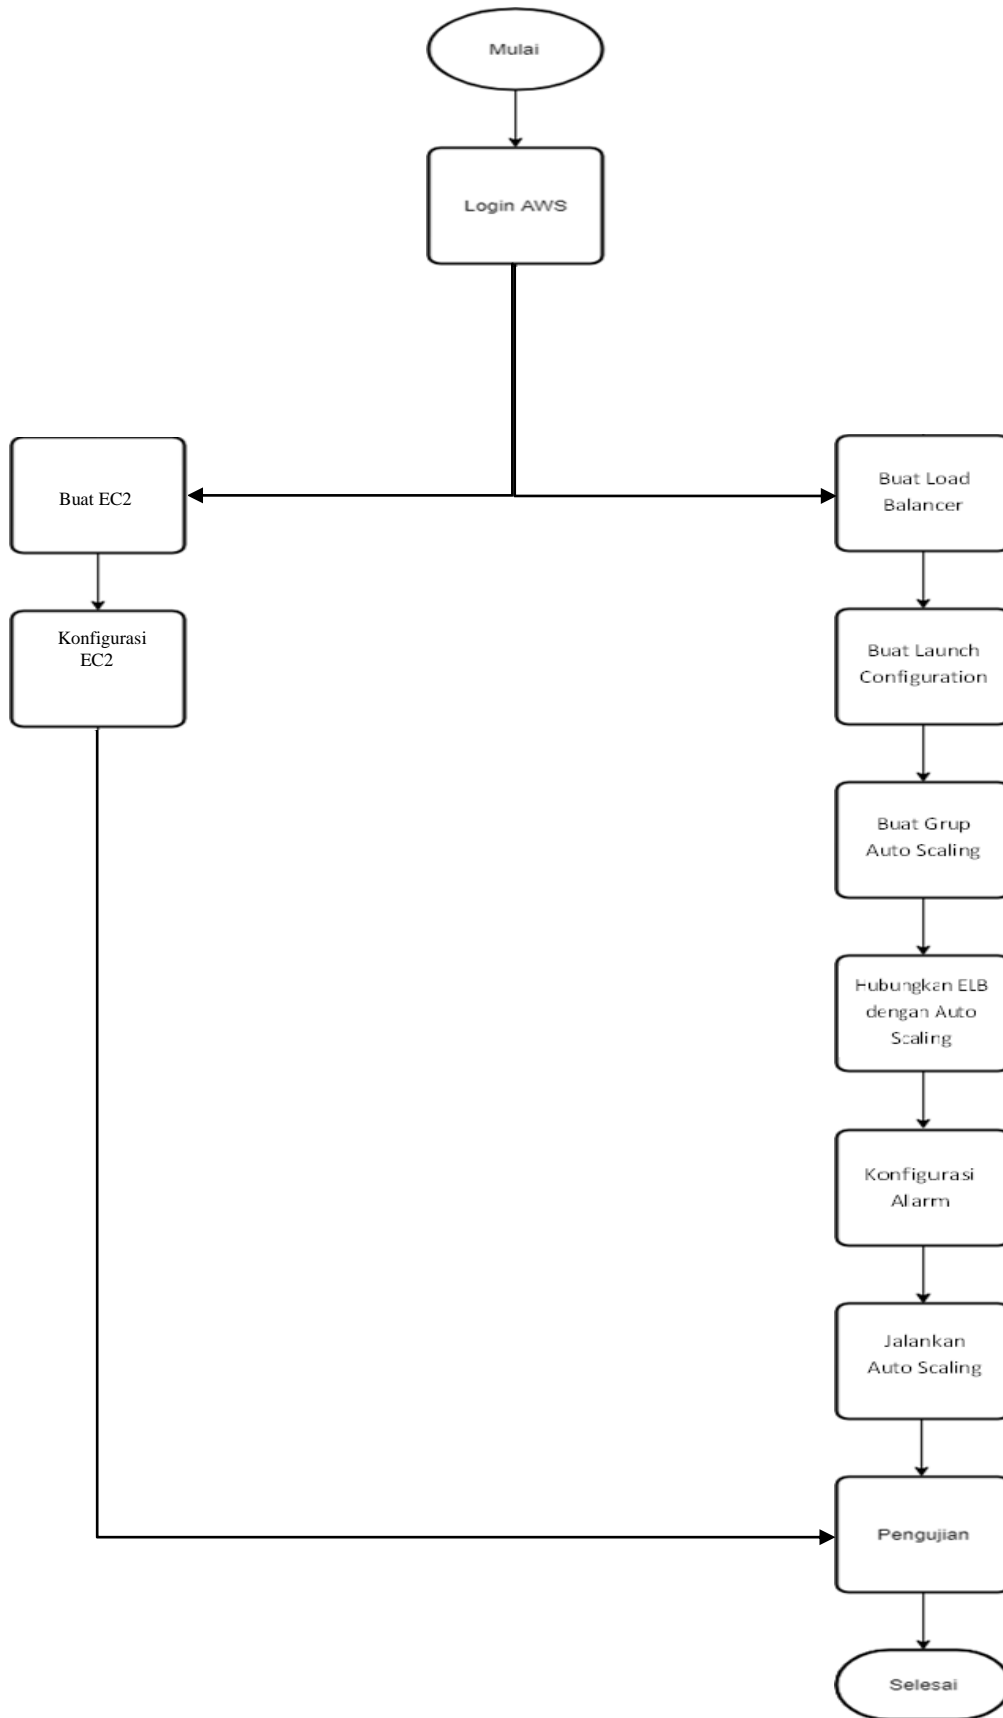 Mulai
Login AWS
Buat EC2
Konfigurasi
EC2
Buat Load
Balancer
Buat Launch
Configuration
Buat Grup
Auto Scaling
Hubungkan ELB
dengan Auto
Scaling
Konfigurasi
Alarm
Jalankan
Auto Scaling
Pengujian
Selesai